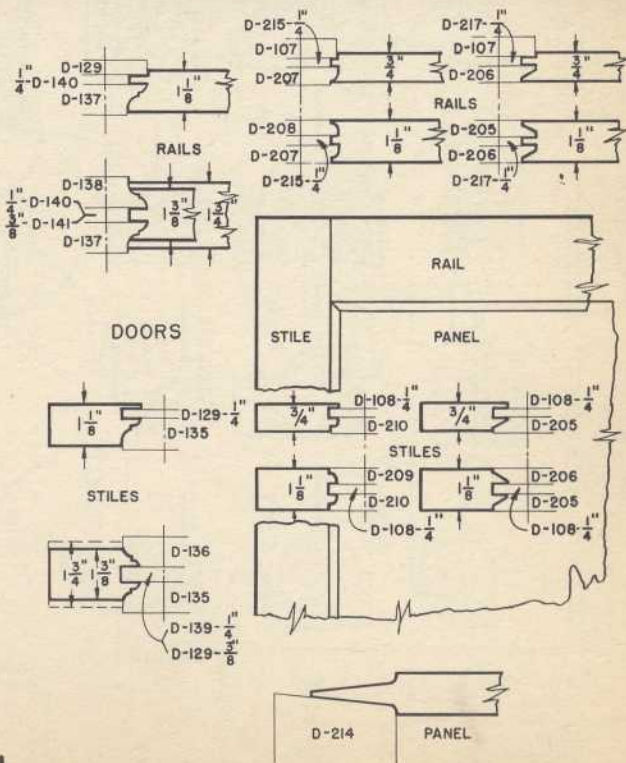 D-129
1/4"-D-140
D-137
1 1/8"
RAILS
D-138
1/4"-D-140
3/8"-D-141
D-137
1 3/8"
1 3/4"
D-215-1/4"
D-107
D-207
3/4"
D-217-1/4"
D-107
D-206
3/4"
RAILS
D-208
D-207
D-215-1/4"
1 1/8"
D-205
D-206
D-217-1/4"
1 1/8"
DOORS
RAIL
STILE
PANEL
1 1/8"
D-129-1/4"
D-135
STILES
1 3/4"
1 3/8"
D-136
D-135
D-139-1/4"
D-129-3/8"
3/4"
D-108-1/4"
D-210
3/4"
D-108-1/4"
D-205
STILES
1 1/8"
D-209
D-210
D-108-1/4"
1 1/8"
D-206
D-205
D-108-1/4"
D-214
PANEL